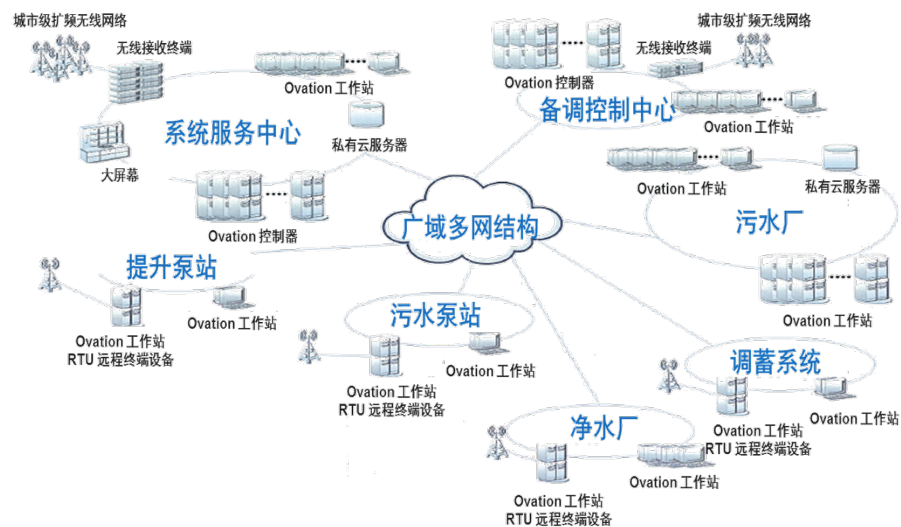 城市级扩频无线网络
无线接收终端
Ovation 工作站
系统服务中心
私有云服务器
大屏幕
Ovation 控制器
城市级扩频无线网络
无线接收终端
Ovation 控制器
备调控制中心
Ovation 工作站
Ovation 工作站
私有云服务器
污水厂
Ovation 工作站
广域多网结构
提升泵站
Ovation 工作站
Ovation 工作站
RTU 远程终端设备
污水泵站
Ovation 工作站
Ovation 工作站
RTU 远程终端设备
调蓄系统
Ovation 工作站
Ovation 工作站
RTU 远程终端设备
净水厂
Ovation 工作站
Ovation 工作站
RTU 远程终端设备